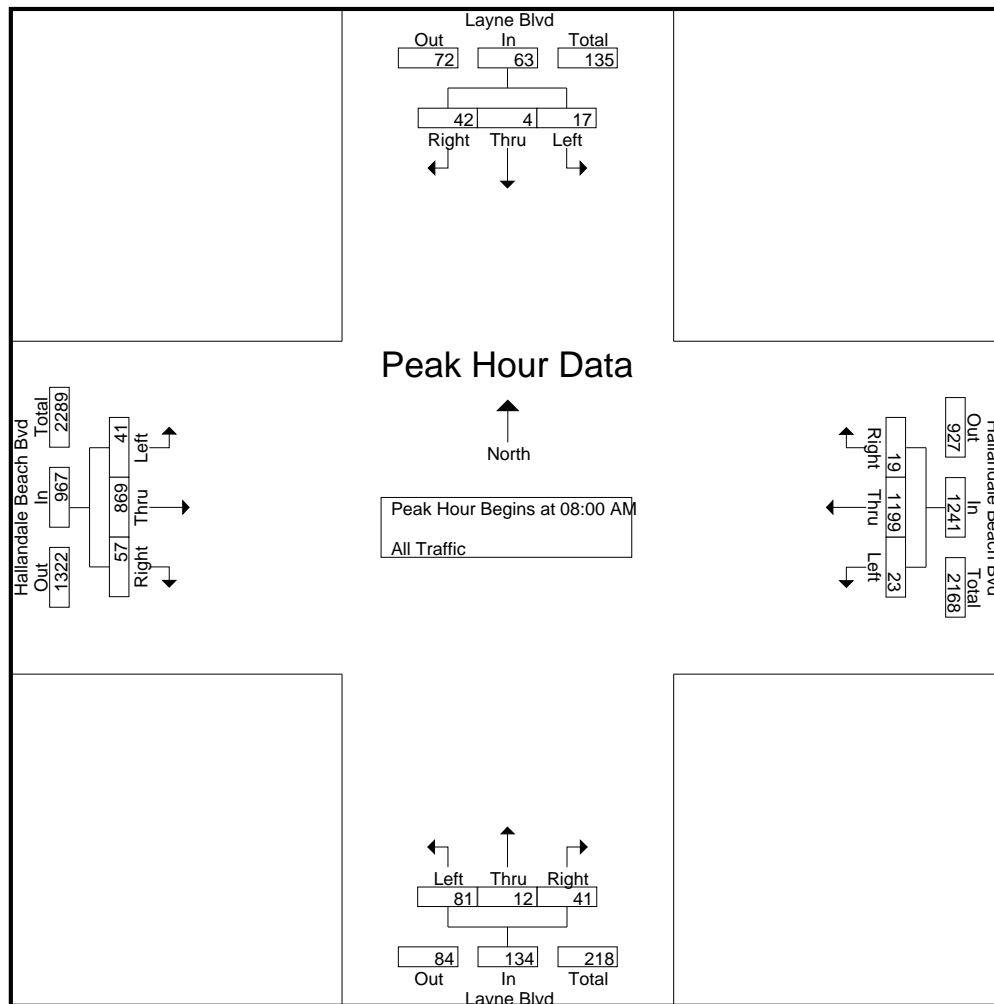 Layne Blvd
Out In Total
72 63 135
42 4 17
Right Thru Left
Peak Hour Data
North
Peak Hour Begins at 08:00 AM
All Traffic
Hallandale Beach Bvd
Total In Out
2289 967 1322
41 869 57
Left Thru Right
Hallandale Beach Bvd
Out In Total
927 1241 2168
19 1199 23
Right Thru Left
Left Thru Right
81 12 41
84 134 218
Out In Total
Layne Blvd